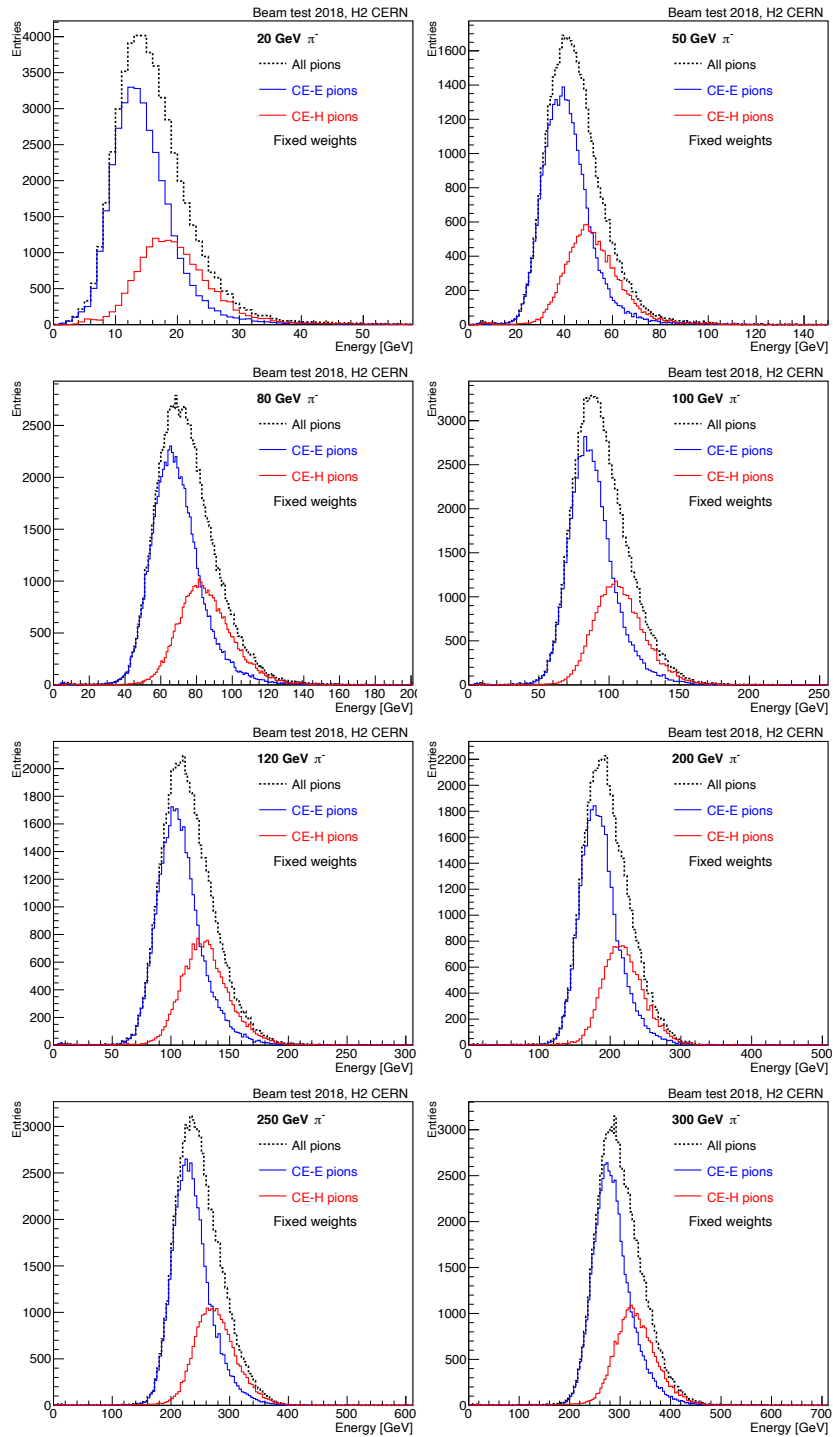 Beam test 2018, H2 CERN
Entries
4000
3500
3000
2500
2000
1500
1000
500
0
20 GeV π-
All pions
CE-E pions
CE-H pions
Fixed weights
0 10 20 30 40 50
Energy [GeV]
Beam test 2018, H2 CERN
Entries
1600
1400
1200
1000
800
600
400
200
0
50 GeV π-
All pions
CE-E pions
CE-H pions
Fixed weights
0 20 40 60 80 100 120 140
Energy [GeV]
Beam test 2018, H2 CERN
Entries
2500
2000
1500
1000
500
0
80 GeV π-
All pions
CE-E pions
CE-H pions
Fixed weights
0 20 40 60 80 100 120 140 160 180 200
Energy [GeV]
Beam test 2018, H2 CERN
Entries
3000
2500
2000
1500
1000
500
0
100 GeV π-
All pions
CE-E pions
CE-H pions
Fixed weights
0 50 100 150 200 250
Energy [GeV]
Beam test 2018, H2 CERN
Entries
2000
1800
1600
1400
1200
1000
800
600
400
200
0
120 GeV π-
All pions
CE-E pions
CE-H pions
Fixed weights
0 50 100 150 200 250 300
Energy [GeV]
Beam test 2018, H2 CERN
Entries
2200
2000
1800
1600
1400
1200
1000
800
600
400
200
0
200 GeV π-
All pions
CE-E pions
CE-H pions
Fixed weights
0 100 200 300 400 500
Energy [GeV]
Beam test 2018, H2 CERN
Entries
3000
2500
2000
1500
1000
500
0
250 GeV π-
All pions
CE-E pions
CE-H pions
Fixed weights
0 100 200 300 400 500 600
Energy [GeV]
Beam test 2018, H2 CERN
Entries
3000
2500
2000
1500
1000
500
0
300 GeV π-
All pions
CE-E pions
CE-H pions
Fixed weights
0 100 200 300 400 500 600 700
Energy [GeV]